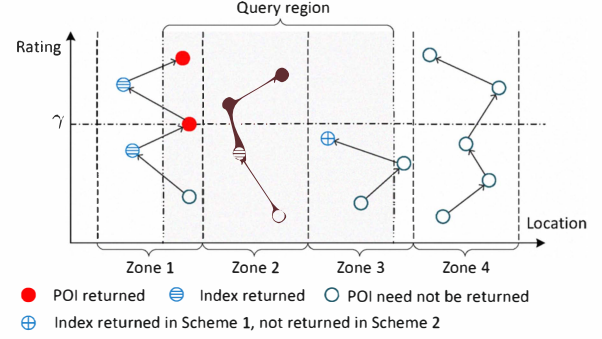 Query region
Rating
γ
Location
Zone 1 Zone 2 Zone 3 Zone 4
POI returned Index returned POI need not be returned
Index returned in Scheme 1, not returned in Scheme 2